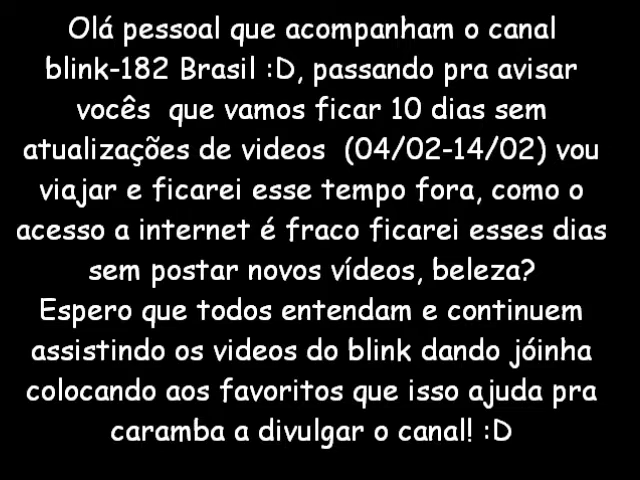 Olá pessoal que acompanham o canal
blink-182 Brasil :D, passando pra avisar
vocês  que vamos ficar 10 dias sem
atualizações de videos  (04/02-14/02) vou
viajar e ficarei esse tempo fora, como o
acesso a internet é fraco ficarei esses dias
sem postar novos vídeos, beleza?
Espero que todos entendam e continuem
assistindo os videos do blink dando jóinha
colocando aos favoritos que isso ajuda pra
caramba a divulgar o canal! :D